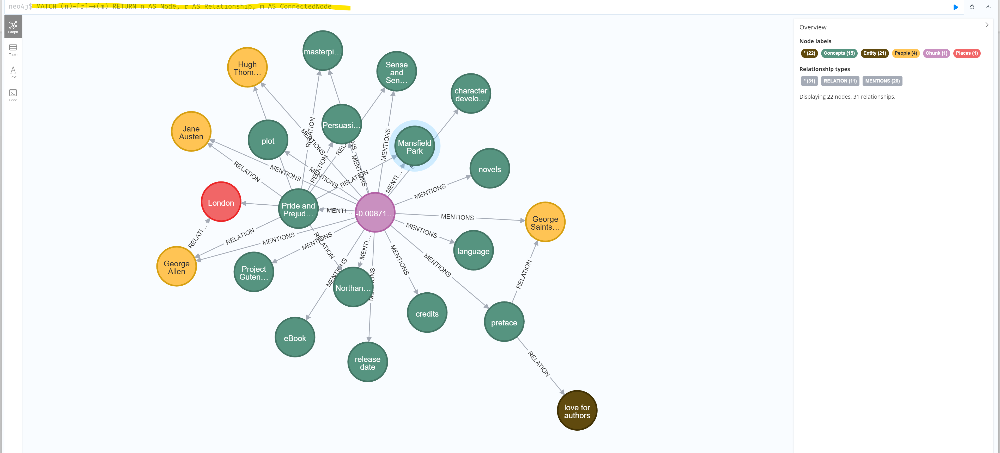 neo4j$ MATCH (n)-[r]→(m) RETURN n AS Node, r AS Relationship, m AS ConnectedNode
Graph
Table
Text
Code
Overview
Node labels
* (22) Concepts (15) Entity (21) People (4) Chunk (1) Places (1)
Relationship types
* (31) RELATION (11) MENTIONS (20)
Displaying 22 nodes, 31 relationships.
masterpi...
Hugh
Thom...
Sense
and
Sen...
character
develo...
Persuasi...
Jane
Austen
plot
Mansfield
Park
novels
RELATION
MENTIONS
MENTIONS
RELATION
MENTIONS
MENTIONS
RELATION
RELATION
MENTIONS
MENTI...
MENTIONS
London
Pride and
Prejud...
MENTI...
-0.00871...
MENTIONS
George
Saints...
RELATI...
RELATION
MENTIONS
MENTIONS
RELATION
MENTI...
MENTIONS
MENTIONS
MENTIONS
language
George
Allen
Project
Guten...
MENTIONS
Northan...
RELATION
credits
preface
eBook
release
date
RELATION
love for
authors